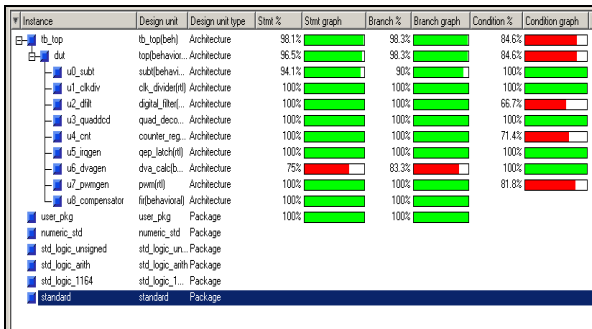 Instance Design unit Design unit type Stmt % Stmt graph Branch % Branch graph Condition % Condition graph
tb_top tb_top(beh) Architecture 98.1% 98.3% 84.6%
dut top(behavior... Architecture 96.5% 98.3% 84.6%
u0_subt subt(behavi... Architecture 94.1% 90% 100%
u1_clkdiv clk_divider(rtl) Architecture 100% 100% 100%
u2_dfilt digital_filter(... Architecture 100% 100% 66.7%
u3_quaddcd quad_deco... Architecture 100% 100% 100%
u4_cnt counter_reg... Architecture 100% 100% 71.4%
u5_irqgen qep_latch(rtl) Architecture 100% 100% 100%
u6_dvagen dva_calc(b... Architecture 75% 83.3% 100%
u7_pwmgen pwm(rtl) Architecture 100% 100% 81.8%
u8_compensator fir(behavioral) Architecture 100% 100%
user_pkg user_pkg Package 100% 100%
numeric_std numeric_std Package
std_logic_unsigned std_logic_un... Package
std_logic_arith std_logic_arith Package
std_logic_1164 std_logic_1... Package
standard standard Package